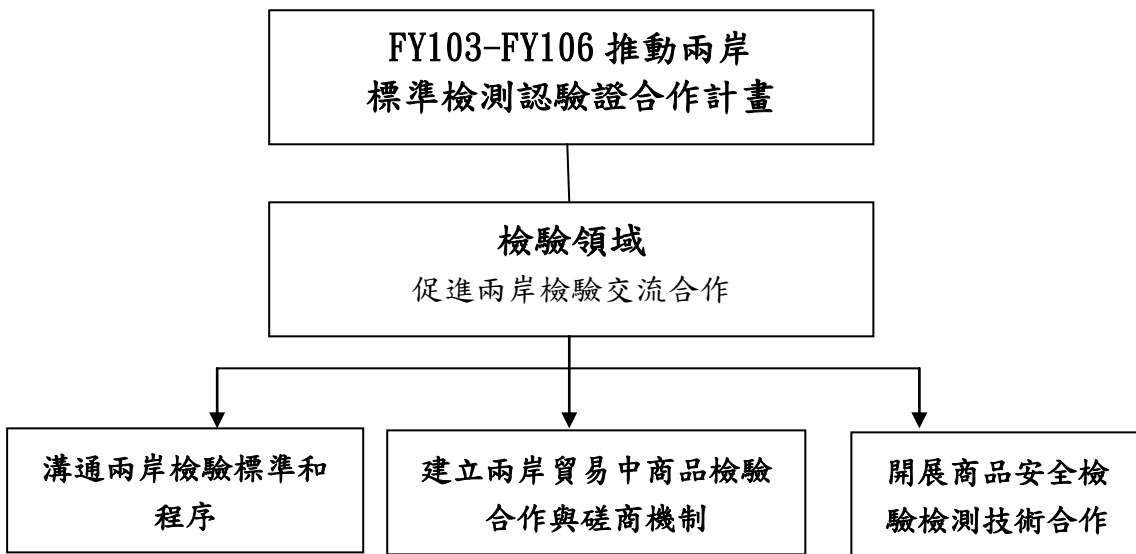 FY103-FY106 推動兩岸
標準檢測認驗證合作計畫
檢驗領域
促進兩岸檢驗交流合作
溝通兩岸檢驗標準和
程序
建立兩岸貿易中商品檢驗
合作與磋商機制
開展商品安全檢
驗檢測技術合作